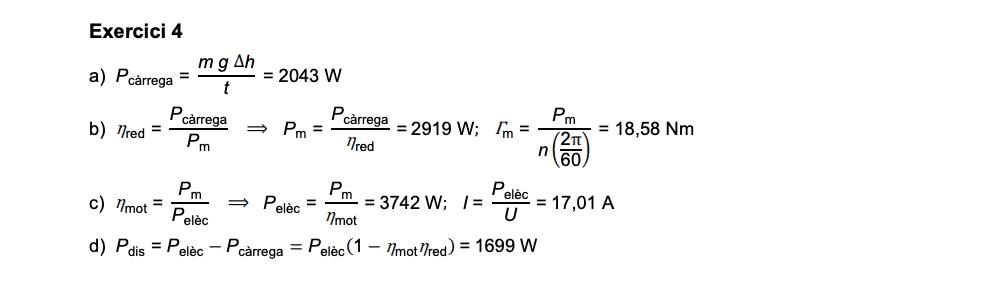 Exercici 4
a) P_càrrega = (m g Δh)/t = 2043 W
b) η_red = P_càrrega/P_m ⟹ P_m = P_càrrega/η_red = 2919 W; Γ_m = P_m/(n(2π/60)) = 18,58 Nm
c) η_mot = P_m/P_elèc ⟹ P_elèc = P_m/η_mot = 3742 W; I = P_elèc/U = 17,01 A
d) P_dis = P_elèc − P_càrrega = P_elèc(1 − η_mot η_red) = 1699 W